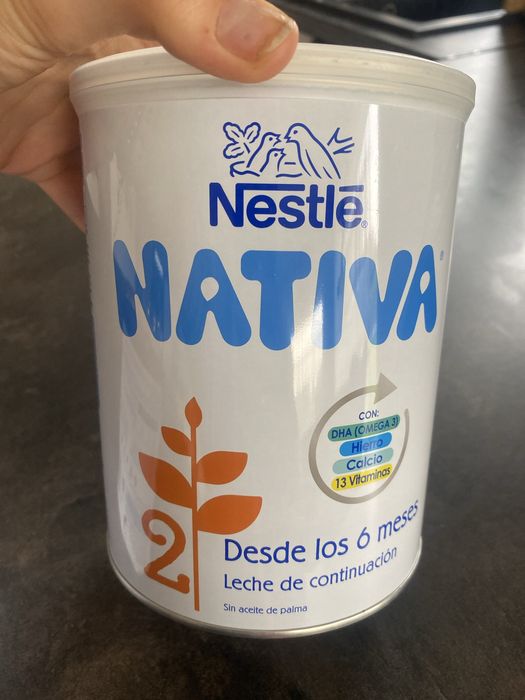 Nestlē®
NATIVA®
CON:
DHA (OMEGA 3)
Hierro
Calcio
13 Vitaminas
2
Desde los 6 meses
Leche de continuación
Sin aceite de palma